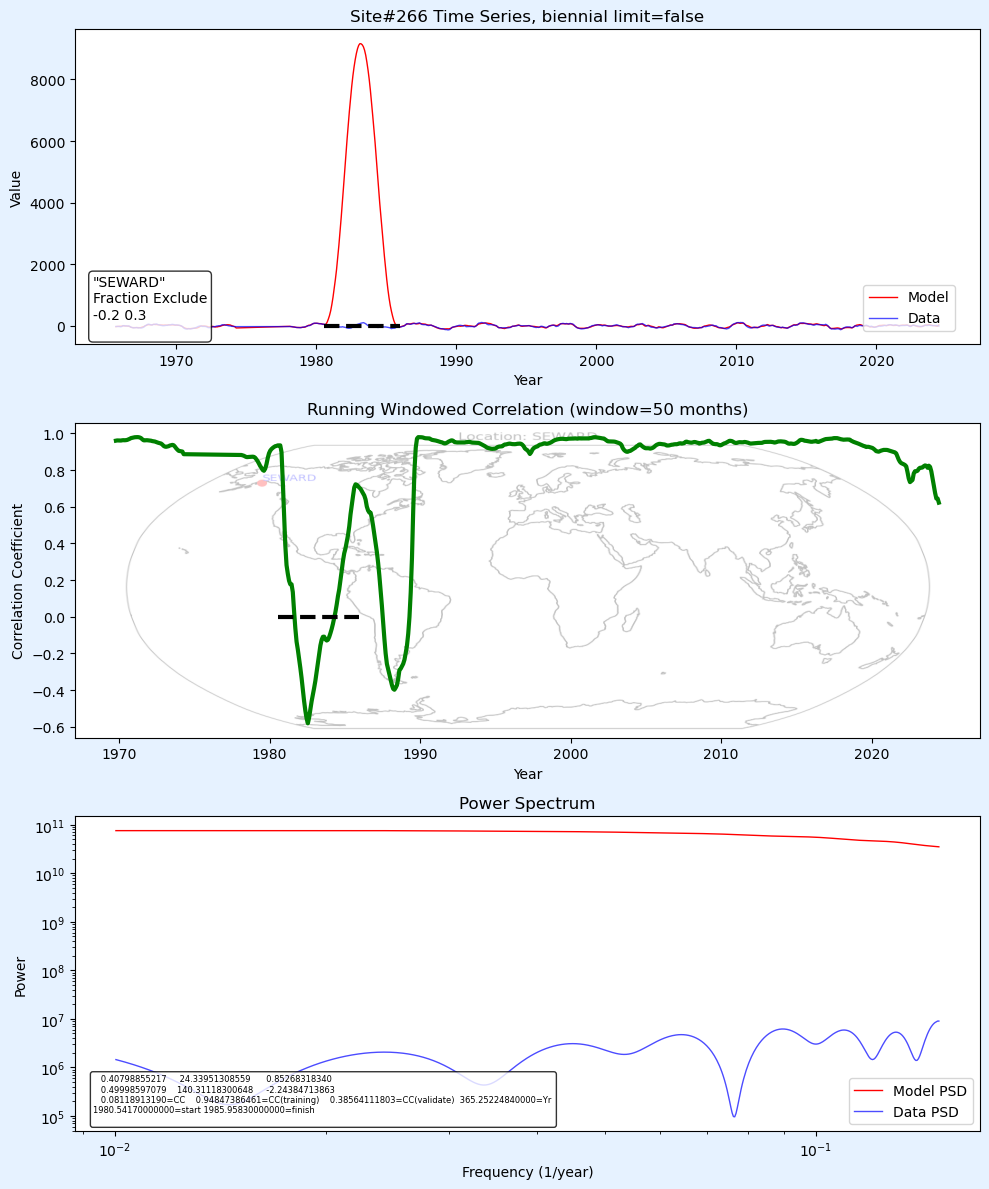 Site#266 Time Series, biennial limit=false
Value
8000
6000
4000
2000
0
"SEWARD"
Fraction Exclude
-0.2 0.3
Model
Data
1970 1980 1990 2000 2010 2020
Year
Running Windowed Correlation (window=50 months)
Location: SEWARD
SEWARD
Correlation Coefficient
1.0
0.8
0.6
0.4
0.2
0.0
−0.2
−0.4
−0.6
1970 1980 1990 2000 2010 2020
Year
Power Spectrum
Power
10¹¹
10¹⁰
10⁹
10⁸
10⁷
10⁶
10⁵
0.40798855217 24.33951308559 0.85268318340
0.49998597079 140.31118300648 -2.24384713863
0.08118913190=CC 0.94847386461=CC(training) 0.38564111803=CC(validate) 365.25224840000=Yr
1980.54170000000=start 1985.95830000000=finish
Model PSD
Data PSD
10⁻² 10⁻¹
Frequency (1/year)